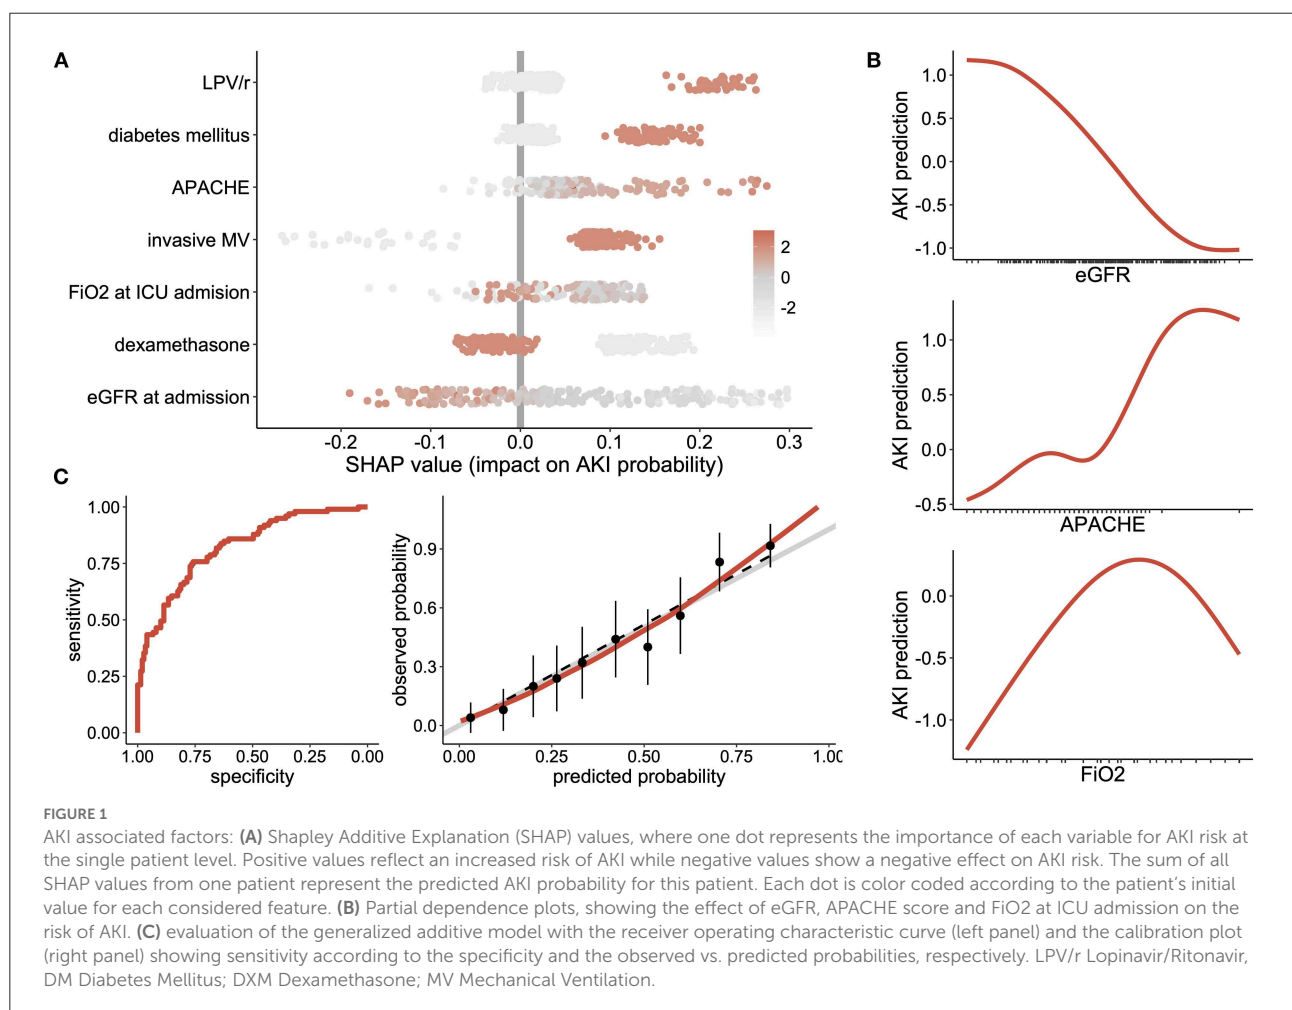 A
LPV/r
diabetes mellitus
APACHE
invasive MV
FiO2 at ICU admision
dexamethasone
eGFR at admission
2
0
-2
-0.2 -0.1 0.0 0.1 0.2 0.3
SHAP value (impact on AKI probability)
B
AKI prediction
1.0
0.5
0.0
-0.5
-1.0
eGFR
AKI prediction
1.0
0.5
0.0
-0.5
APACHE
AKI prediction
0.0
-0.5
-1.0
FiO2
C
sensitivity
1.00
0.75
0.50
0.25
0.00
1.00 0.75 0.50 0.25 0.00
specificity
observed probability
0.9
0.6
0.3
0.0
0.00 0.25 0.50 0.75 1.00
predicted probability
FIGURE 1
AKI associated factors: (A) Shapley Additive Explanation (SHAP) values, where one dot represents the importance of each variable for AKI risk at
the single patient level. Positive values reflect an increased risk of AKI while negative values show a negative effect on AKI risk. The sum of all
SHAP values from one patient represent the predicted AKI probability for this patient. Each dot is color coded according to the patient's initial
value for each considered feature. (B) Partial dependence plots, showing the effect of eGFR, APACHE score and FiO2 at ICU admission on the
risk of AKI. (C) evaluation of the generalized additive model with the receiver operating characteristic curve (left panel) and the calibration plot
(right panel) showing sensitivity according to the specificity and the observed vs. predicted probabilities, respectively. LPV/r Lopinavir/Ritonavir,
DM Diabetes Mellitus; DXM Dexamethasone; MV Mechanical Ventilation.